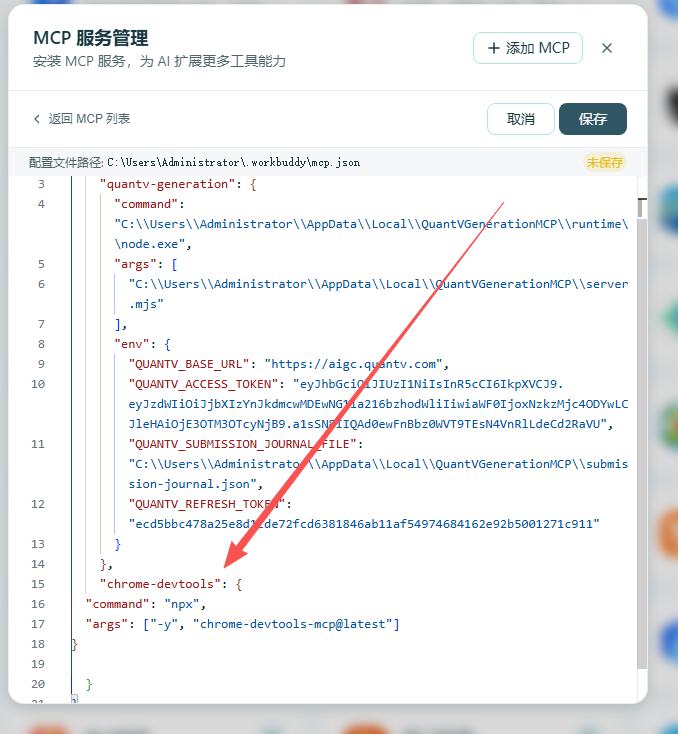 MCP 服务管理
安装 MCP 服务，为 AI 扩展更多工具能力
+ 添加 MCP
返回 MCP 列表
取消
保存
配置文件路径: C:\Users\Administrator\.workbuddy\mcp.json
未保存
3 "quantv-generation": {
4 "command":
"C:\\Users\\Administrator\\AppData\\Local\\QuantVGenerationMCP\\runtime\
\node.exe",
5 "args": [
6 "C:\\Users\\Administrator\\AppData\\Local\\QuantVGenerationMCP\\server
.mjs"
7 ],
8 "env": {
9 "QUANTV_BASE_URL": "https://aigc.quantv.com",
10 "QUANTV_ACCESS_TOKEN":
11 "QUANTV_SUBMISSION_JOURNAL_FILE":
"C:\\Users\\Administrator\\AppData\\Local\\QuantVGenerationMCP\\submis
sion-journal.json",
12 "QUANTV_REFRESH_TOKEN":
13 }
14 },
15 "chrome-devtools": {
16 "command": "npx",
17 "args": ["-y", "chrome-devtools-mcp@latest"]
18 }
19
20 }